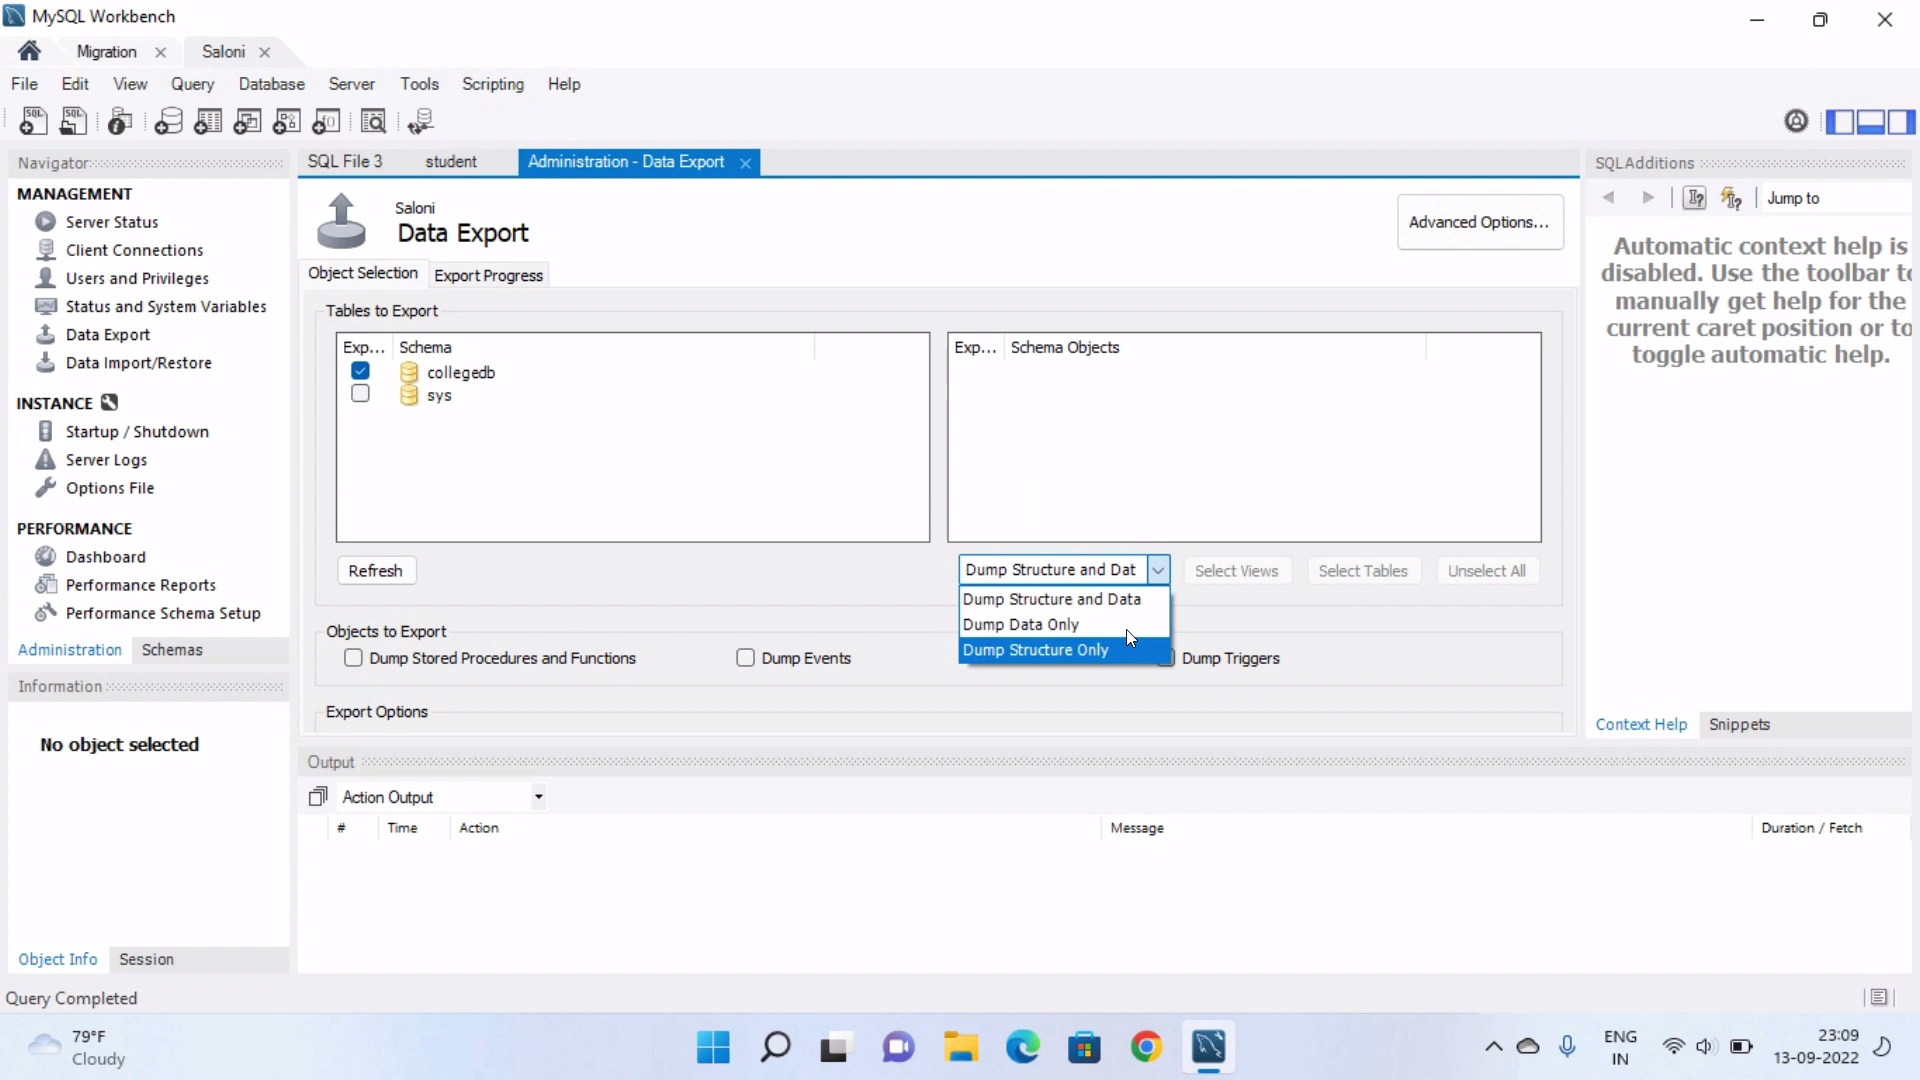 MySQL Workbench
Migration
Saloni
File Edit View Query Database Server Tools Scripting Help
Navigator
MANAGEMENT
Server Status
Client Connections
Users and Privileges
Status and System Variables
Data Export
Data Import/Restore
INSTANCE
Startup / Shutdown
Server Logs
Options File
PERFORMANCE
Dashboard
Performance Reports
Performance Schema Setup
Administration Schemas
Information
No object selected
Object Info Session
SQL File 3 student Administration - Data Export
Saloni
Data Export
Advanced Options...
Object Selection Export Progress
Tables to Export
Exp... Schema
collegedb
sys
Exp... Schema Objects
Refresh
Dump Structure and Dat
Select Views Select Tables Unselect All
Dump Structure and Data
Dump Data Only
Dump Structure Only
Objects to Export
Dump Stored Procedures and Functions
Dump Events
Dump Triggers
Export Options
SQLAdditions
Jump to
Automatic context help is
disabled. Use the toolbar to
manually get help for the
current caret position or to
toggle automatic help.
Context Help Snippets
Output
Action Output
# Time Action Message Duration / Fetch
Query Completed
79°F
Cloudy
ENG
IN
23:09
13-09-2022